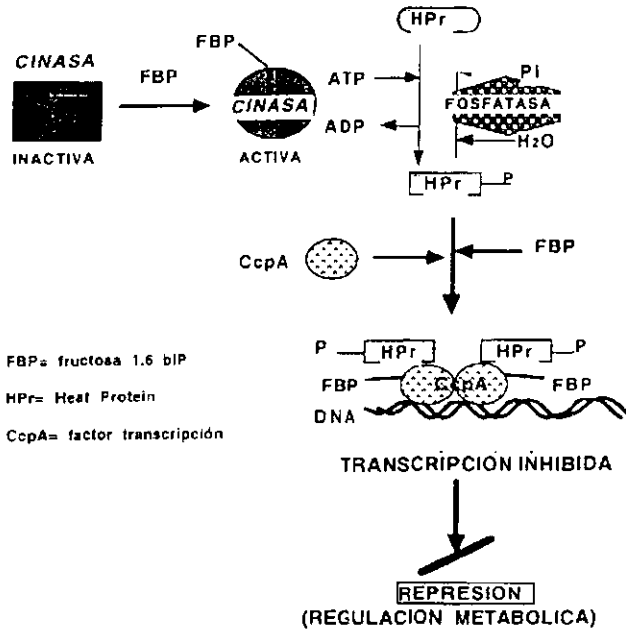 HPr
CINASA
FBP
FBP
CINASA
INACTIVA
ACTIVA
ATP
ADP
Pi
FOSFATASA
H2O
HPr
P
CcpA
FBP
P
HPr
HPr
P
FBP
CcpA
FBP
DNA
FBP= fructosa 1.6 biP
HPr= Heat Protein
CcpA= factor transcripción
TRANSCRIPCION INHIBIDA
REPRESION
(REGULACION METABOLICA)